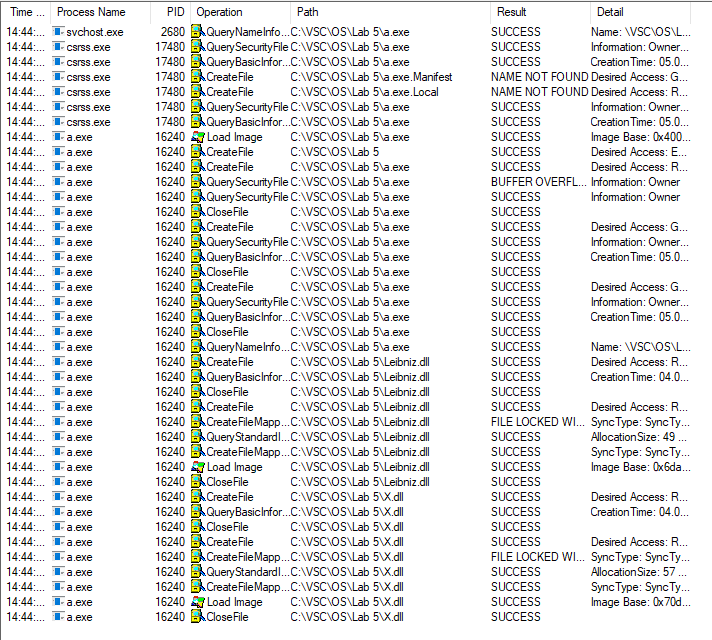 Time ... Process Name PID Operation Path Result Detail
14:44:... svchost.exe 2680 QueryNameInfo... C:\VSC\OS\Lab 5\a.exe SUCCESS Name: \VSC\OS\L...
14:44:... csrss.exe 17480 QuerySecurityFile C:\VSC\OS\Lab 5\a.exe SUCCESS Information: Owner...
14:44:... csrss.exe 17480 QueryBasicInfor... C:\VSC\OS\Lab 5\a.exe SUCCESS CreationTime: 05.0...
14:44:... csrss.exe 17480 CreateFile C:\VSC\OS\Lab 5\a.exe.Manifest NAME NOT FOUND Desired Access: G...
14:44:... csrss.exe 17480 CreateFile C:\VSC\OS\Lab 5\a.exe.Local NAME NOT FOUND Desired Access: R...
14:44:... csrss.exe 17480 QuerySecurityFile C:\VSC\OS\Lab 5\a.exe SUCCESS Information: Owner...
14:44:... csrss.exe 17480 QueryBasicInfor... C:\VSC\OS\Lab 5\a.exe SUCCESS CreationTime: 05.0...
14:44:... a.exe 16240 Load Image C:\VSC\OS\Lab 5\a.exe SUCCESS Image Base: 0x400...
14:44:... a.exe 16240 CreateFile C:\VSC\OS\Lab 5 SUCCESS Desired Access: E...
14:44:... a.exe 16240 CreateFile C:\VSC\OS\Lab 5\a.exe SUCCESS Desired Access: R...
14:44:... a.exe 16240 QuerySecurityFile C:\VSC\OS\Lab 5\a.exe BUFFER OVERFL... Information: Owner
14:44:... a.exe 16240 QuerySecurityFile C:\VSC\OS\Lab 5\a.exe SUCCESS Information: Owner
14:44:... a.exe 16240 CloseFile C:\VSC\OS\Lab 5\a.exe SUCCESS
14:44:... a.exe 16240 CreateFile C:\VSC\OS\Lab 5\a.exe SUCCESS Desired Access: G...
14:44:... a.exe 16240 QuerySecurityFile C:\VSC\OS\Lab 5\a.exe SUCCESS Information: Owner...
14:44:... a.exe 16240 QueryBasicInfor... C:\VSC\OS\Lab 5\a.exe SUCCESS CreationTime: 05.0...
14:44:... a.exe 16240 CloseFile C:\VSC\OS\Lab 5\a.exe SUCCESS
14:44:... a.exe 16240 CreateFile C:\VSC\OS\Lab 5\a.exe SUCCESS Desired Access: G...
14:44:... a.exe 16240 QuerySecurityFile C:\VSC\OS\Lab 5\a.exe SUCCESS Information: Owner...
14:44:... a.exe 16240 QueryBasicInfor... C:\VSC\OS\Lab 5\a.exe SUCCESS CreationTime: 05.0...
14:44:... a.exe 16240 CloseFile C:\VSC\OS\Lab 5\a.exe SUCCESS
14:44:... a.exe 16240 QueryNameInfo... C:\VSC\OS\Lab 5\a.exe SUCCESS Name: \VSC\OS\L...
14:44:... a.exe 16240 CreateFile C:\VSC\OS\Lab 5\Leibniz.dll SUCCESS Desired Access: R...
14:44:... a.exe 16240 QueryBasicInfor... C:\VSC\OS\Lab 5\Leibniz.dll SUCCESS CreationTime: 04.0...
14:44:... a.exe 16240 CloseFile C:\VSC\OS\Lab 5\Leibniz.dll SUCCESS
14:44:... a.exe 16240 CreateFile C:\VSC\OS\Lab 5\Leibniz.dll SUCCESS Desired Access: R...
14:44:... a.exe 16240 CreateFileMapp... C:\VSC\OS\Lab 5\Leibniz.dll FILE LOCKED WI... SyncType: SyncTy...
14:44:... a.exe 16240 QueryStandardI... C:\VSC\OS\Lab 5\Leibniz.dll SUCCESS AllocationSize: 49 ...
14:44:... a.exe 16240 CreateFileMapp... C:\VSC\OS\Lab 5\Leibniz.dll SUCCESS SyncType: SyncTy...
14:44:... a.exe 16240 Load Image C:\VSC\OS\Lab 5\Leibniz.dll SUCCESS Image Base: 0x6da...
14:44:... a.exe 16240 CloseFile C:\VSC\OS\Lab 5\Leibniz.dll SUCCESS
14:44:... a.exe 16240 CreateFile C:\VSC\OS\Lab 5\X.dll SUCCESS Desired Access: R...
14:44:... a.exe 16240 QueryBasicInfor... C:\VSC\OS\Lab 5\X.dll SUCCESS CreationTime: 04.0...
14:44:... a.exe 16240 CloseFile C:\VSC\OS\Lab 5\X.dll SUCCESS
14:44:... a.exe 16240 CreateFile C:\VSC\OS\Lab 5\X.dll SUCCESS Desired Access: R...
14:44:... a.exe 16240 CreateFileMapp... C:\VSC\OS\Lab 5\X.dll FILE LOCKED WI... SyncType: SyncTy...
14:44:... a.exe 16240 QueryStandardI... C:\VSC\OS\Lab 5\X.dll SUCCESS AllocationSize: 57 ...
14:44:... a.exe 16240 CreateFileMapp... C:\VSC\OS\Lab 5\X.dll SUCCESS SyncType: SyncTy...
14:44:... a.exe 16240 Load Image C:\VSC\OS\Lab 5\X.dll SUCCESS Image Base: 0x70d...
14:44:... a.exe 16240 CloseFile C:\VSC\OS\Lab 5\X.dll SUCCESS